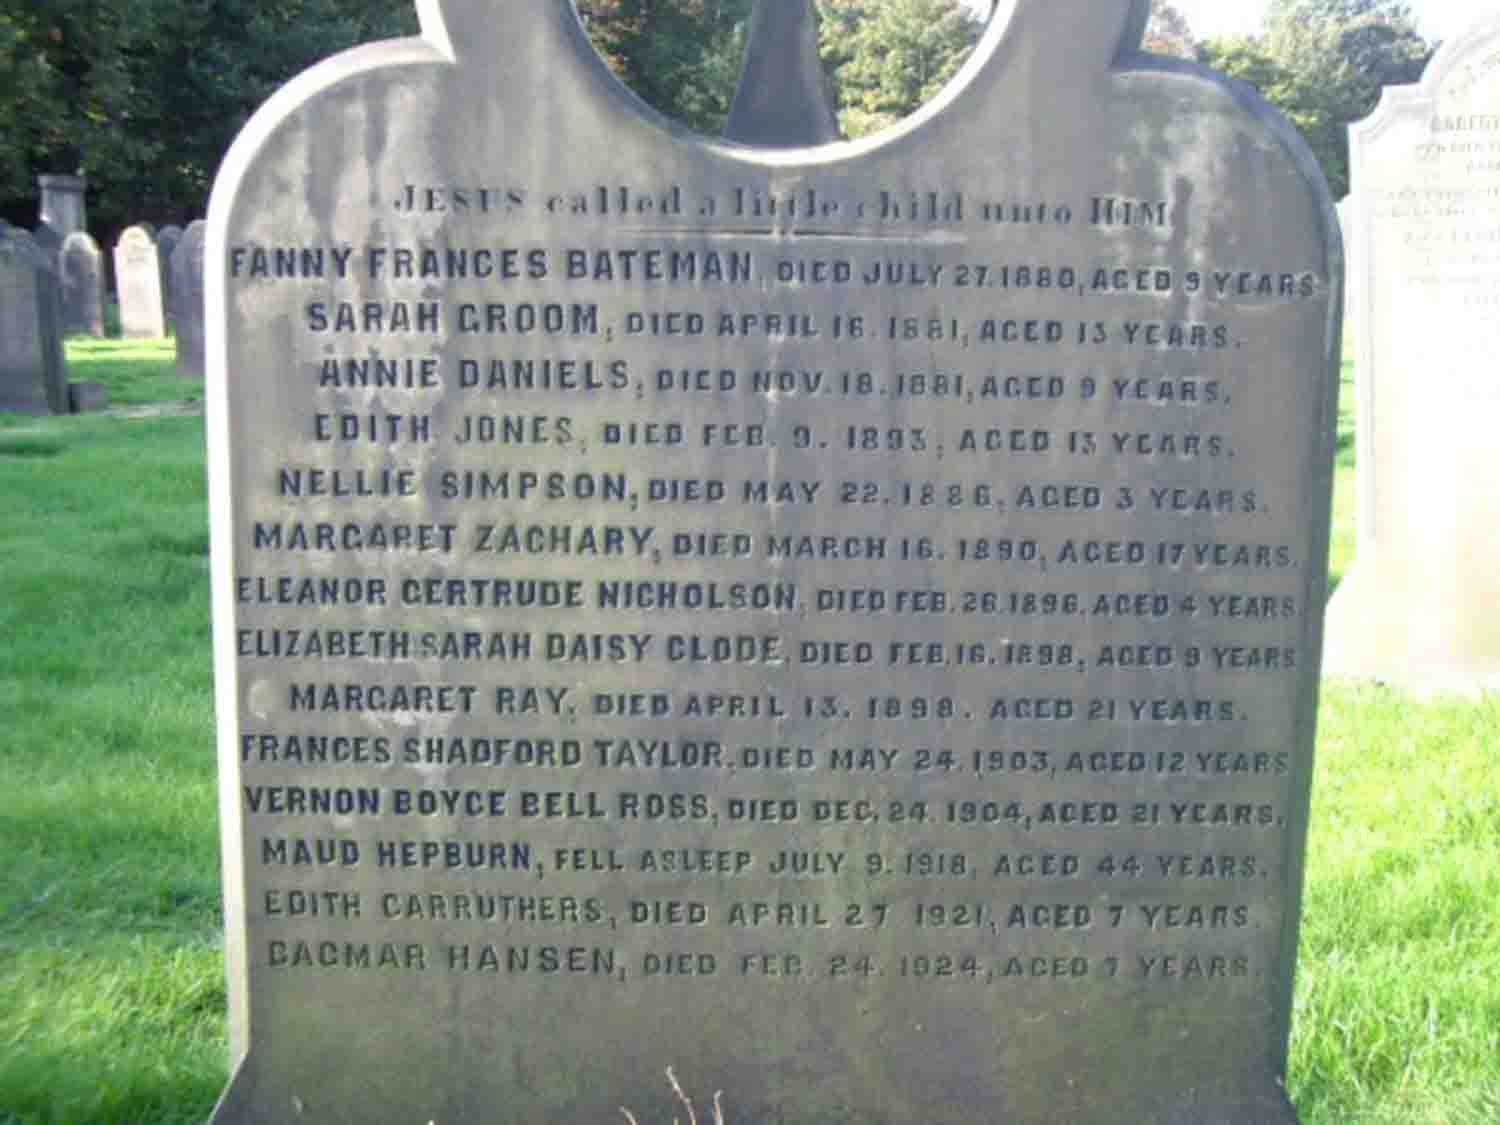 JESUS called a little child unto HIM
FANNY FRANCES BATEMAN, DIED JULY 27. 1880, AGED 9 YEARS
SARAH GROOM, DIED APRIL 16. 1881, AGED 13 YEARS.
ANNIE DANIELS, DIED NOV. 18. 1881, AGED 9 YEARS.
EDITH JONES, DIED FEB. 9. 1893, AGED 13 YEARS.
NELLIE SIMPSON, DIED MAY 22. 1886, AGED 3 YEARS.
MARGARET ZACHARY, DIED MARCH 16. 1890, AGED 17 YEARS.
ELEANOR GERTRUDE NICHOLSON, DIED FEB. 26. 1896. AGED 4 YEARS
ELIZABETH SARAH DAISY CLODE, DIED FEB. 16. 1898, AGED 9 YEARS
MARGARET RAY, DIED APRIL 13. 1898. AGED 21 YEARS.
FRANCES SHADFORD TAYLOR, DIED MAY 24. 1903, AGED 12 YEARS
VERNON BOYCE BELL ROSS, DIED DEC. 24. 1904, AGED 21 YEARS.
MAUD HEPBURN, FELL ASLEEP JULY 9. 1918, AGED 44 YEARS.
EDITH CARRUTHERS, DIED APRIL 27 1921, AGED 7 YEARS.
DAGMAR HANSEN, DIED FEB. 24. 1924, AGED 7 YEARS.